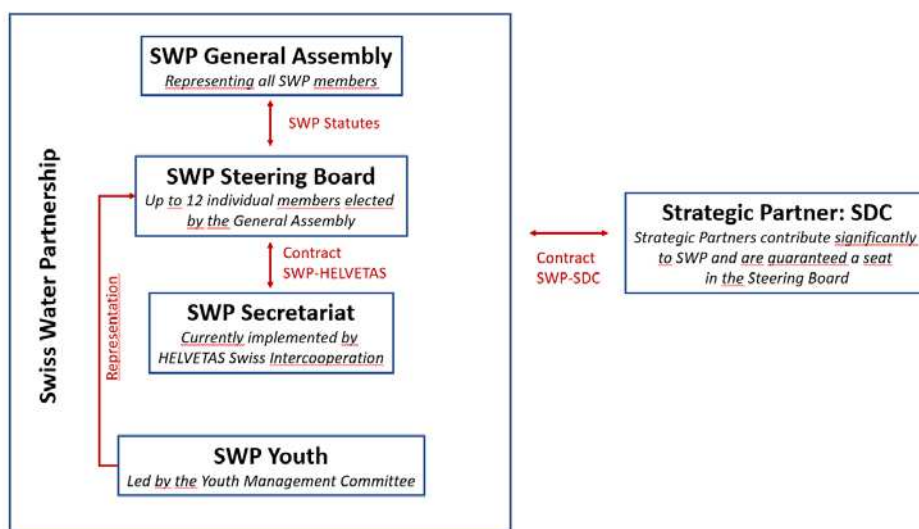 SWP General Assembly
Representing all SWP members
SWP Statutes
SWP Steering Board
Up to 12 individual members elected
by the General Assembly
Contract
SWP-HELVETAS
SWP Secretariat
Currently implemented by
HELVETAS Swiss Intercooperation
SWP Youth
Led by the Youth Management Committee
Representation
Swiss Water Partnership
Contract
SWP-SDC
Strategic Partner: SDC
Strategic Partners contribute significantly
to SWP and are guaranteed a seat
in the Steering Board